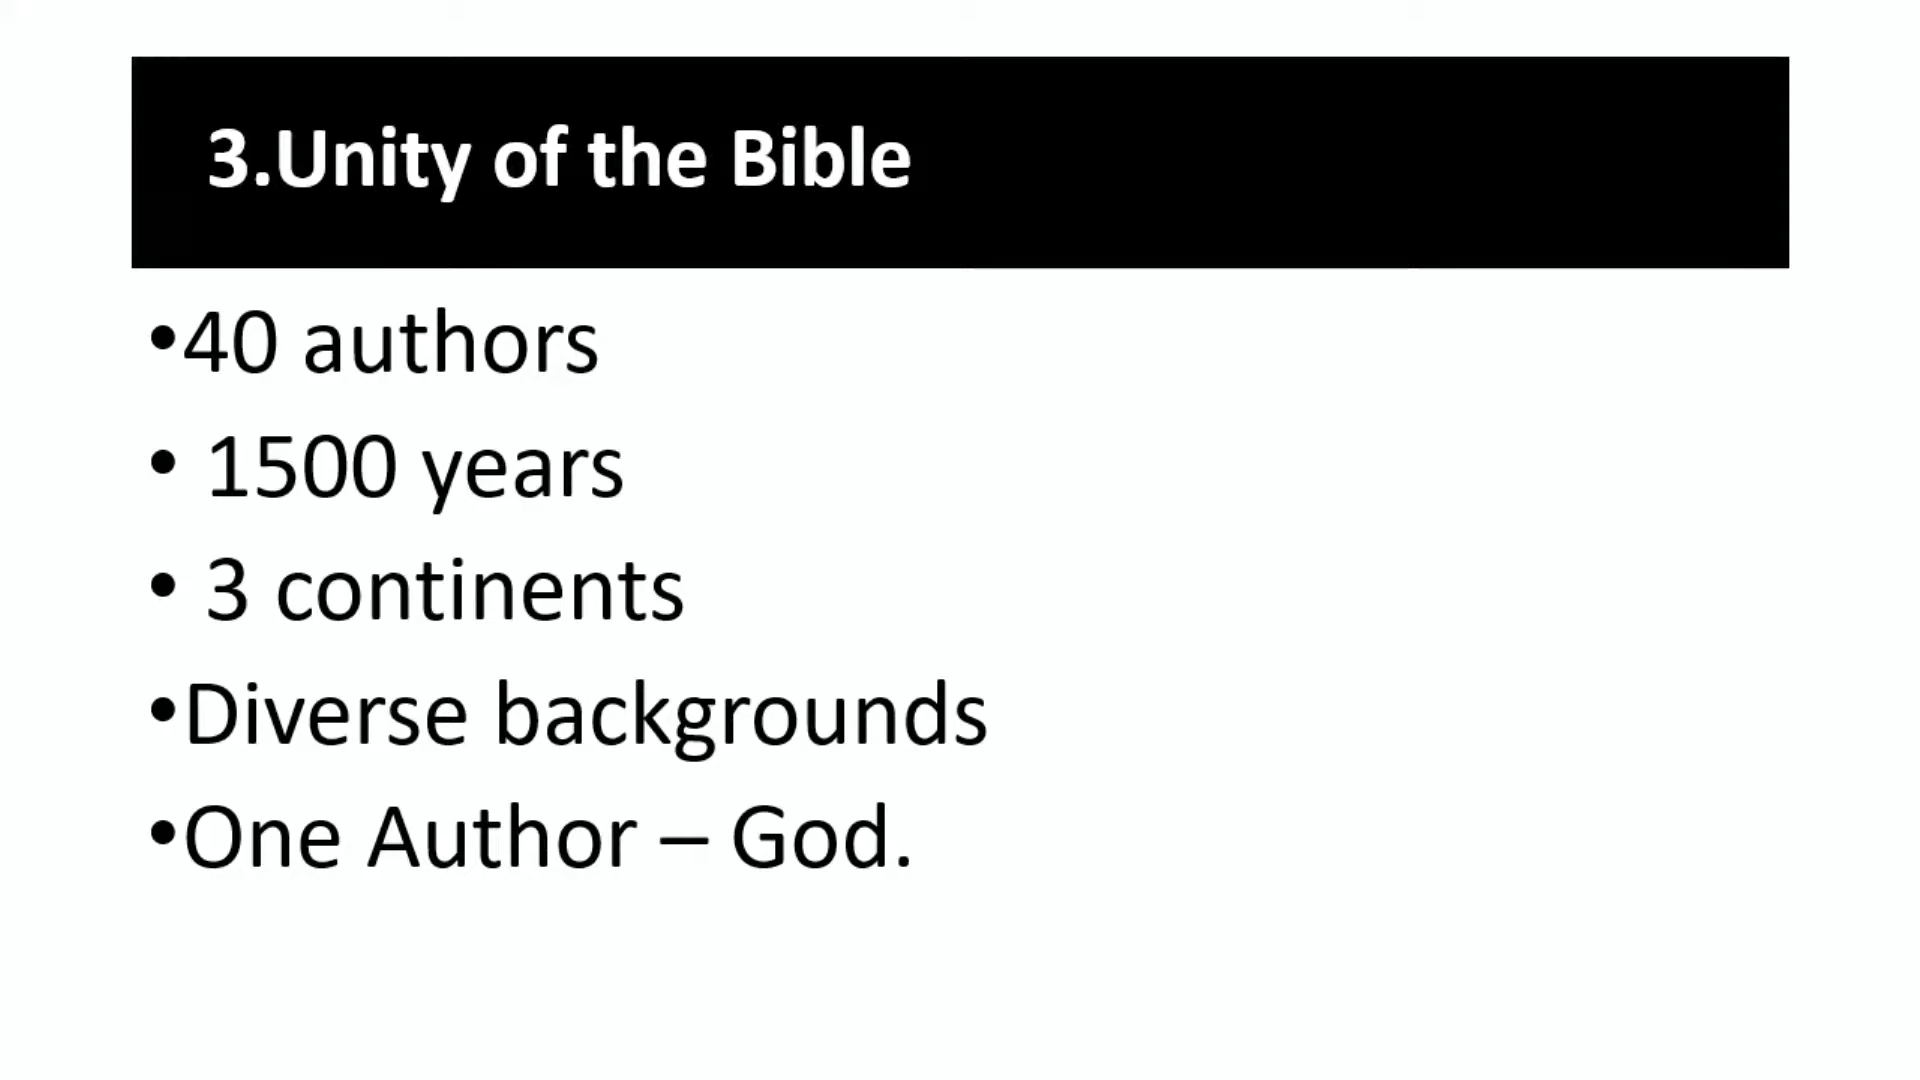 3.Unity of the Bible
•40 authors
• 1500 years
• 3 continents
•Diverse backgrounds
•One Author – God.